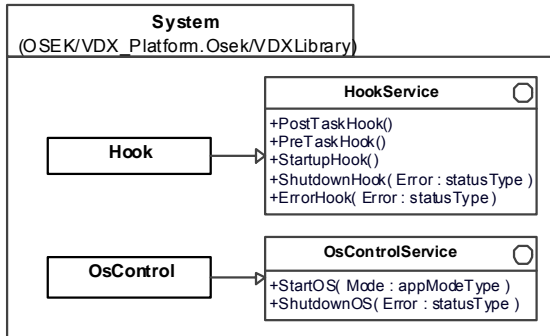 System
(OSEK/VDX_Platform.Osek/VDXLibrary)
HookService
+PostTaskHook()
+PreTaskHook()
+StartupHook()
+ShutdownHook( Error : statusType )
+ErrorHook( Error : statusType )
Hook
OsControlService
+StartOS( Mode : appModeType )
+ShutdownOS( Error : statusType )
OsControl